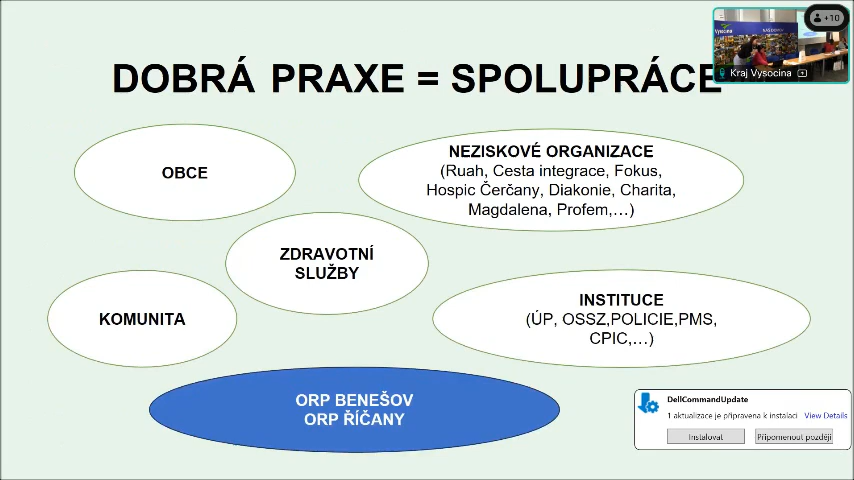 DOBRÁ PRAXE = SPOLUPRÁCE
+10
Vysočina
Kraj Vysocina
OBCE
NEZISKOVÉ ORGANIZACE
(Ruah, Cesta integrace, Fokus,
Hospic Čerčany, Diakonie, Charita,
Magdalena, Profem,...)
ZDRAVOTNÍ
SLUŽBY
KOMUNITA
INSTITUCE
(ÚP, OSSZ,POLICIE,PMS,
CPIC,...)
ORP BENEŠOV
ORP ŘÍČANY
DellCommandUpdate
1 aktualizace je připravena k instalaci View Details
Instalovat
Připomenout později